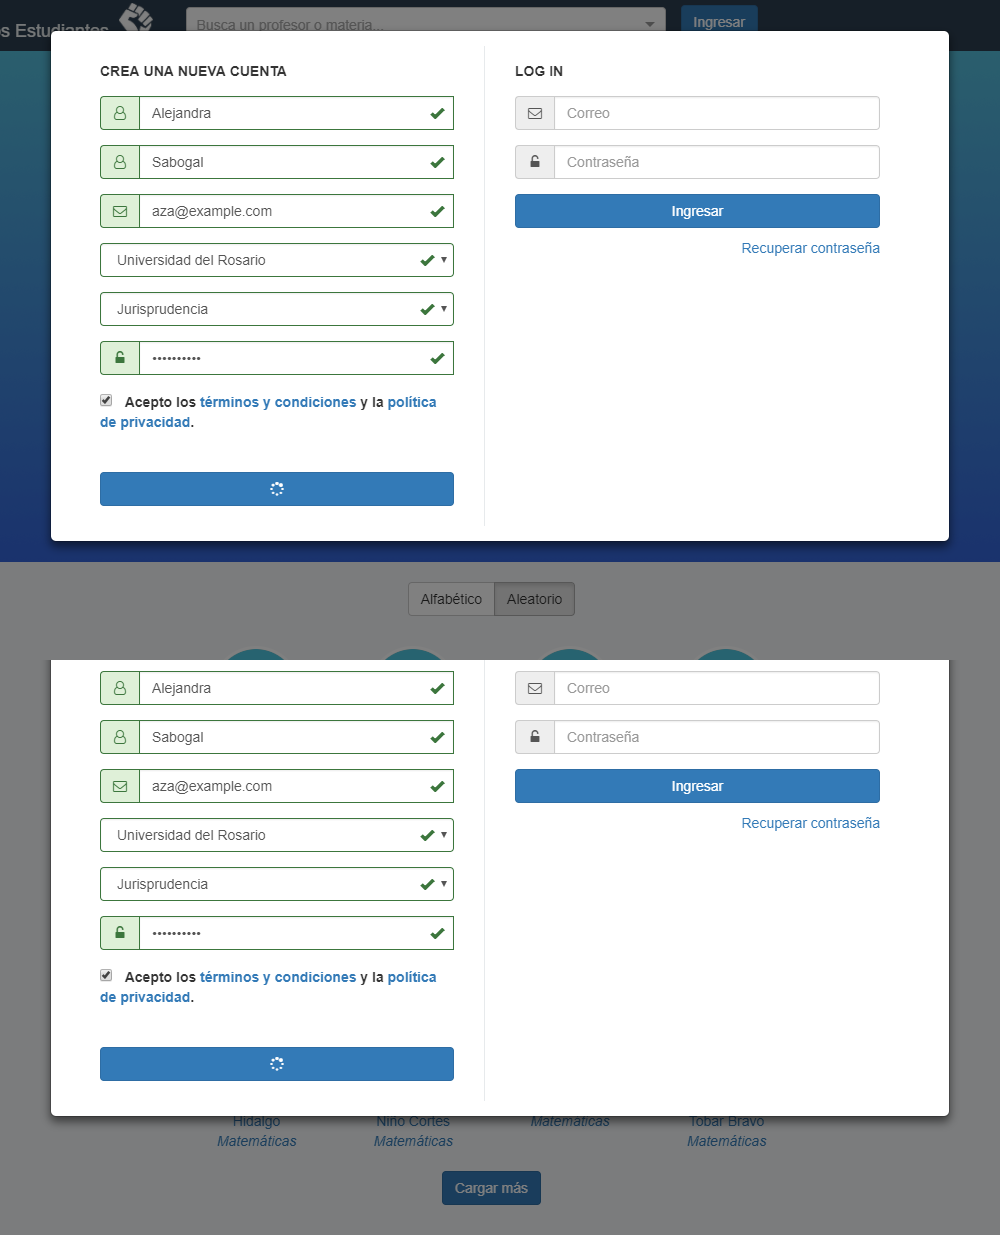 os Estudiantes
Busca un profesor o materia...
Ingresar
CREA UNA NUEVA CUENTA
LOG IN
Alejandra
Correo
Sabogal
Contraseña
aza@example.com
Ingresar
Universidad del Rosario
Recuperar contraseña
Jurisprudencia
••••••••••
Acepto los términos y condiciones y la política
de privacidad.
Alfabético
Aleatorio
Alejandra
Correo
Sabogal
Contraseña
aza@example.com
Ingresar
Universidad del Rosario
Recuperar contraseña
Jurisprudencia
••••••••••
Acepto los términos y condiciones y la política
de privacidad.
Hidalgo
Nino Cortes
Matemáticas
Tobar Bravo
Matemáticas
Matemáticas
Matemáticas
Cargar más